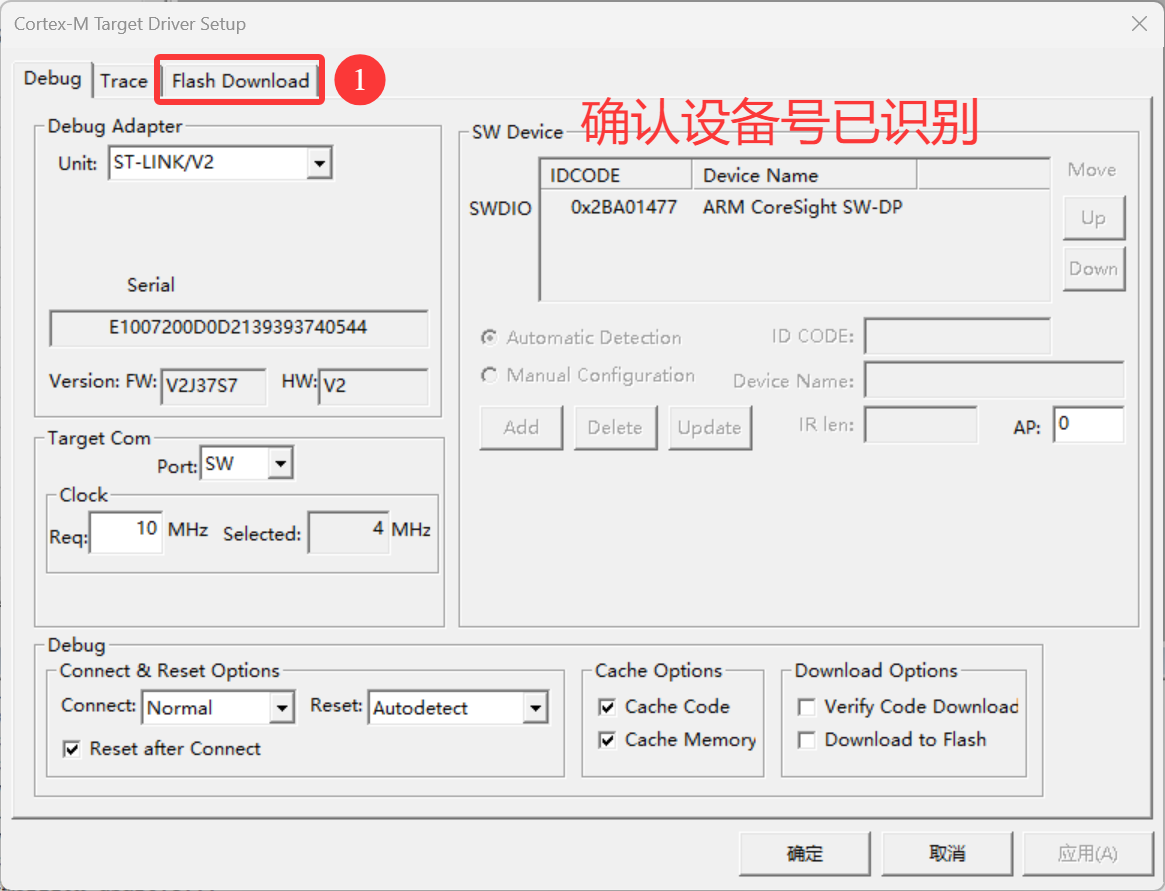 Cortex-M Target Driver Setup
Debug
Trace
Flash Download
1
确认设备号已识别
Debug Adapter
Unit: ST-LINK/V2
Serial
E1007200D0D2139393740544
Version: FW: V2J37S7 HW: V2
Target Com
Port: SW
Clock
Req: 10 MHz Selected: 4 MHz
SW Device
IDCODE Device Name
SWDIO 0x2BA01477 ARM CoreSight SW-DP
Move
Up
Down
Automatic Detection ID CODE:
Manual Configuration Device Name:
Add Delete Update IR len: AP: 0
Debug
Connect & Reset Options
Connect: Normal Reset: Autodetect
Reset after Connect
Cache Options
Cache Code
Cache Memory
Download Options
Verify Code Download
Download to Flash
确定 取消 应用(A)